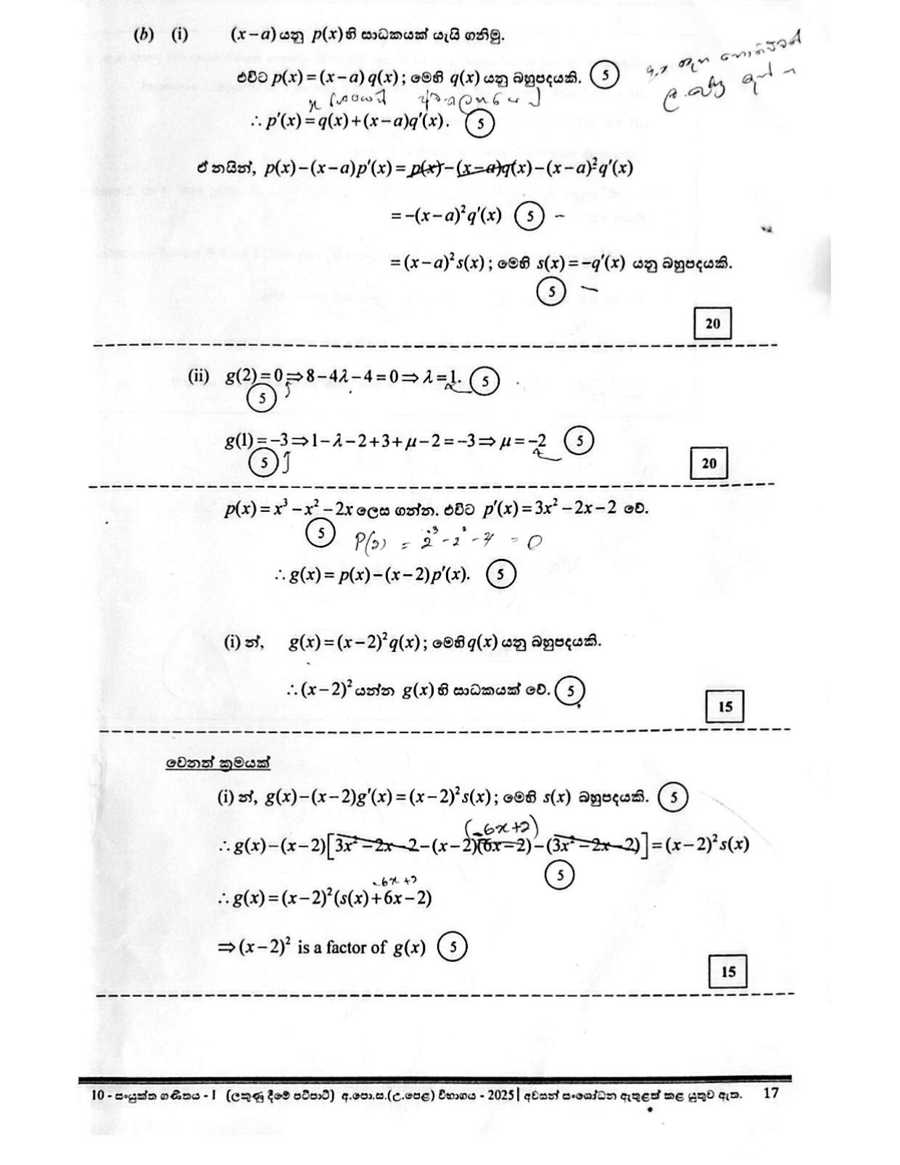 (b) (i) (x−a) යනු p(x) හි සාධකයක් යැයි ගනිමු.
එවිට p(x) = (x−a) q(x) ; මෙහි q(x) යනු බහුපදයකි. (5)
∴ p′(x) = q(x)+(x−a)q′(x). (5)
ඒ නයින්, p(x)−(x−a)p′(x) = p(x)−(x−a)q(x)−(x−a)²q′(x)
= −(x−a)²q′(x) (5) −
= (x−a)²s(x) ; මෙහි s(x) = −q′(x) යනු බහුපදයකි.
(5) −
20
(ii) g(2) = 0 ⇒ 8−4λ−4 = 0 ⇒ λ = 1. (5)
(5)
g(1) = −3 ⇒ 1−λ−2+3+μ−2 = −3 ⇒ μ = −2 (5)
(5)
20
p(x) = x³−x²−2x ලෙස ගන්න. එවිට p′(x) = 3x²−2x−2 වේ.
(5)
∴ g(x) = p(x)−(x−2)p′(x). (5)
(i) න්, g(x) = (x−2)²q(x) ; මෙහි q(x) යනු බහුපදයකි.
∴ (x−2)² යන්න g(x) හි සාධකයක් වේ. (5)
15
වෙනත් ක්‍රමයක්
(i) න්, g(x)−(x−2)g′(x) = (x−2)²s(x) ; මෙහි s(x) බහුපදයකි. (5)
(-6x+2)
∴ g(x)−(x−2)[3x²−2x−2−(x−2)(6x−2)−(3x²−2x−2)] = (x−2)²s(x)
(5)
-6x+2
∴ g(x) = (x−2)²(s(x)+6x−2)
⇒ (x−2)² is a factor of g(x) (5)
15
10 - සංයුක්ත ගණිතය - I (ලකුණු දීමේ පටිපාටි) අ.පො.ස.(උ.පෙළ) විභාගය - 2025 | අවසන් සංශෝධන ඇතුළත් කළ යුතුව ඇත. 17